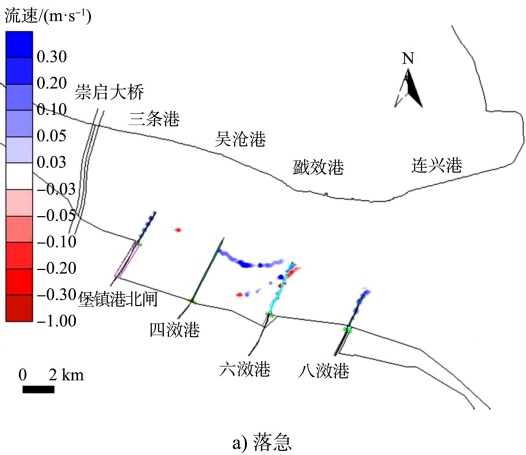 流速/(m·s⁻¹)
0.30
0.20
0.10
0.05
0.03
-0.03
-0.05
-0.10
-0.20
-0.30
-1.00
崇启大桥
三条港
吴沧港
戤效港
连兴港
N
堡镇港北闸
四滧港
六滧港
八滧港
0 2 km
a) 落急